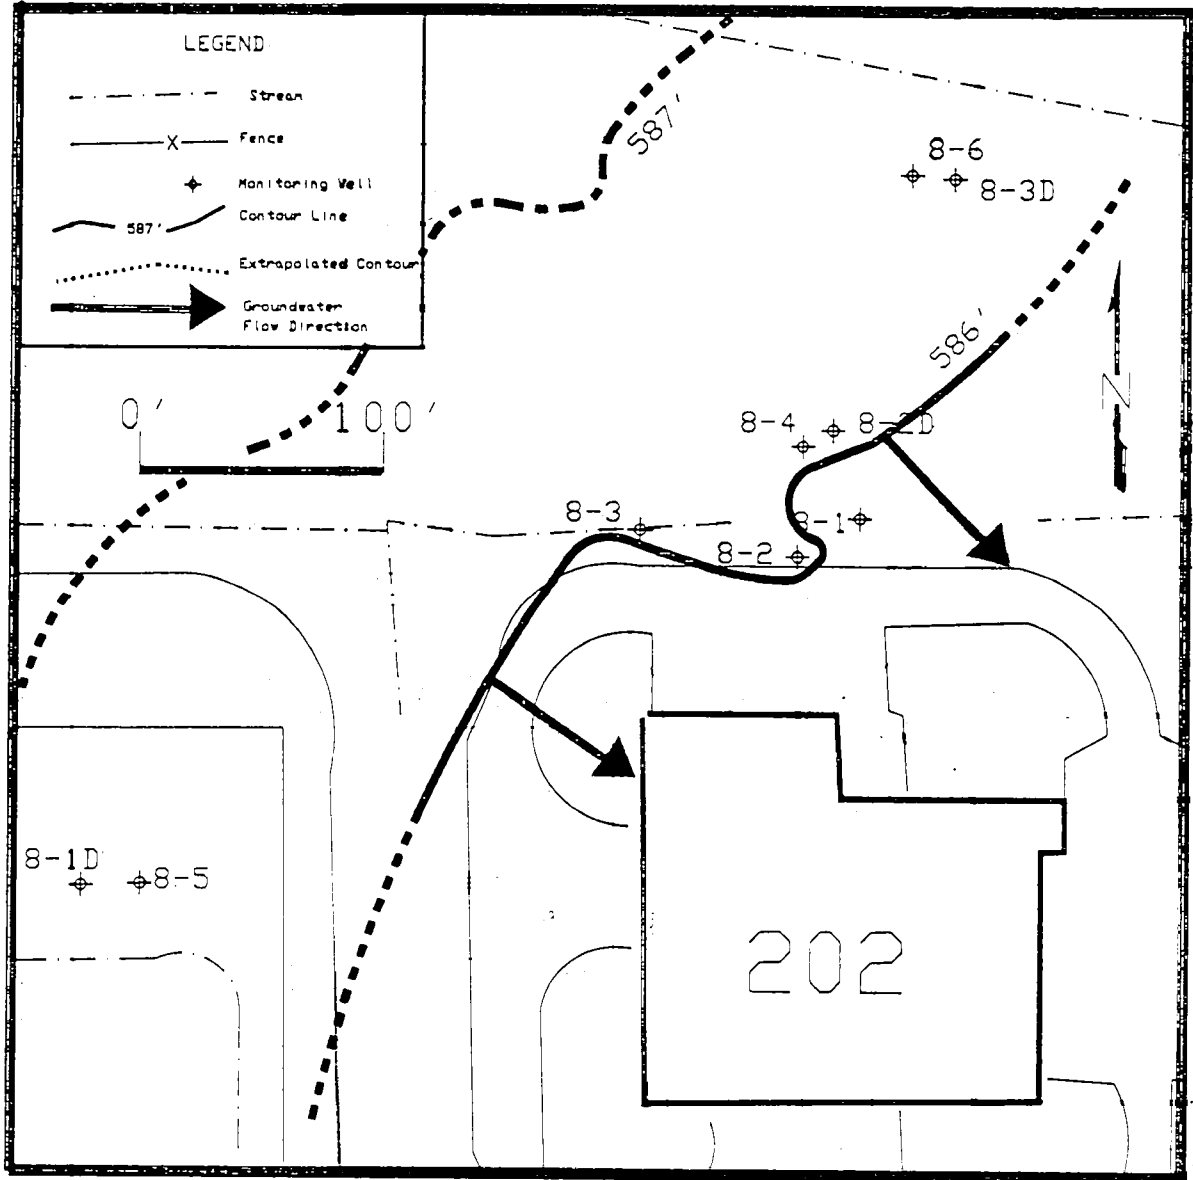 LEGEND
Stream
X Fence
Monitoring Well
587' Contour Line
Extrapolated Contour
Groundwater
Flow Direction
0' 100'
587'
8-6
8-3D
586'
N
8-4 8-2D
8-3
8-1
8-2
8-1D 8-5
202